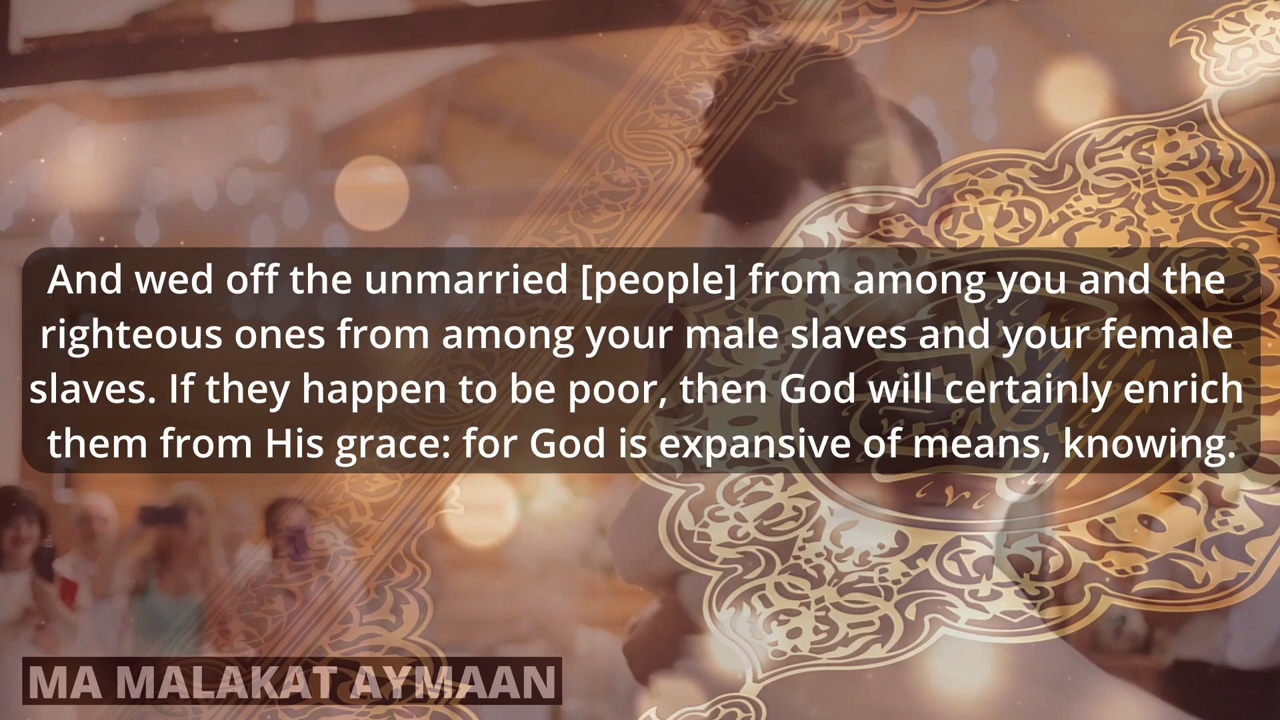 And wed off the unmarried [people] from among you and the
righteous ones from among your male slaves and your female
slaves. If they happen to be poor, then God will certainly enrich
them from His grace: for God is expansive of means, knowing.
MA MALAKAT AYMAAN